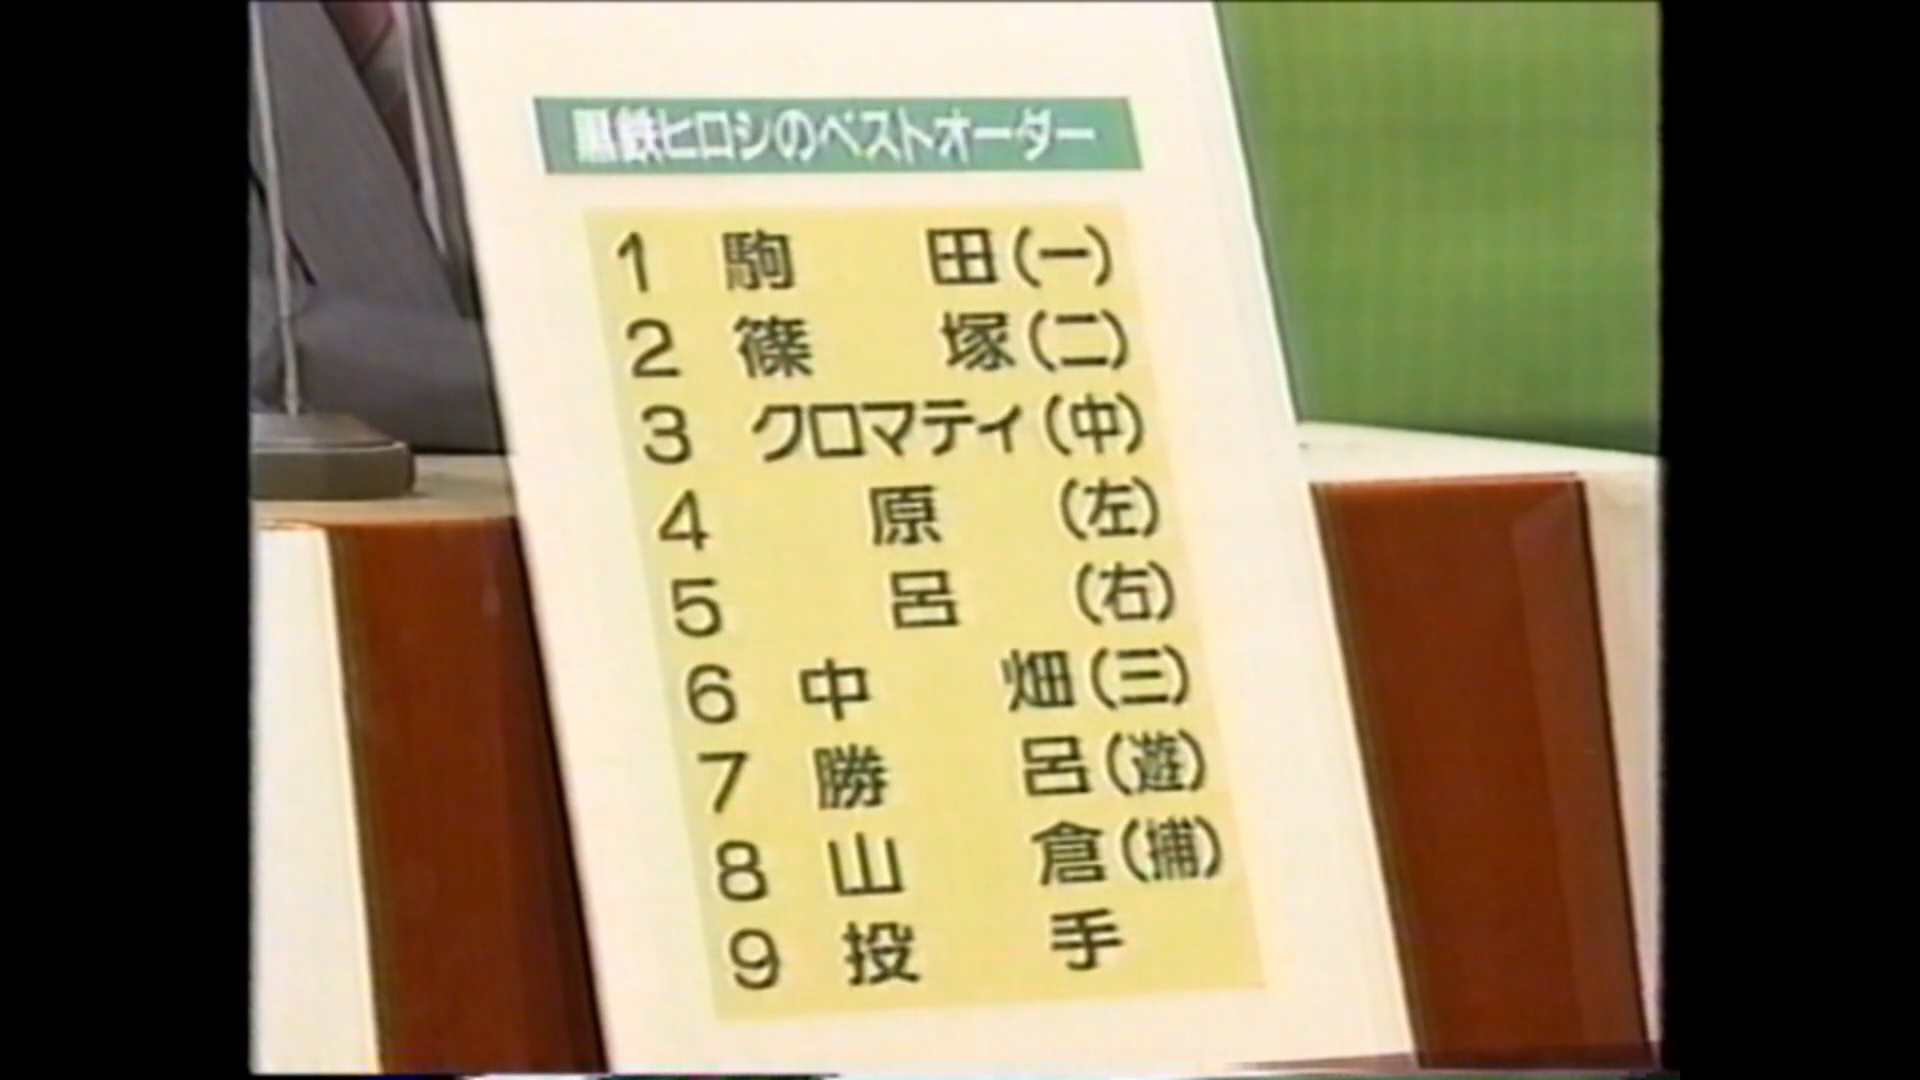 黒鉄ヒロシのベストオーダー
1 駒田(一)
2 篠塚(二)
3 クロマティ(中)
4 原(左)
5 呂(右)
6 中畑(三)
7 勝呂(遊)
8 山倉(捕)
9 投手